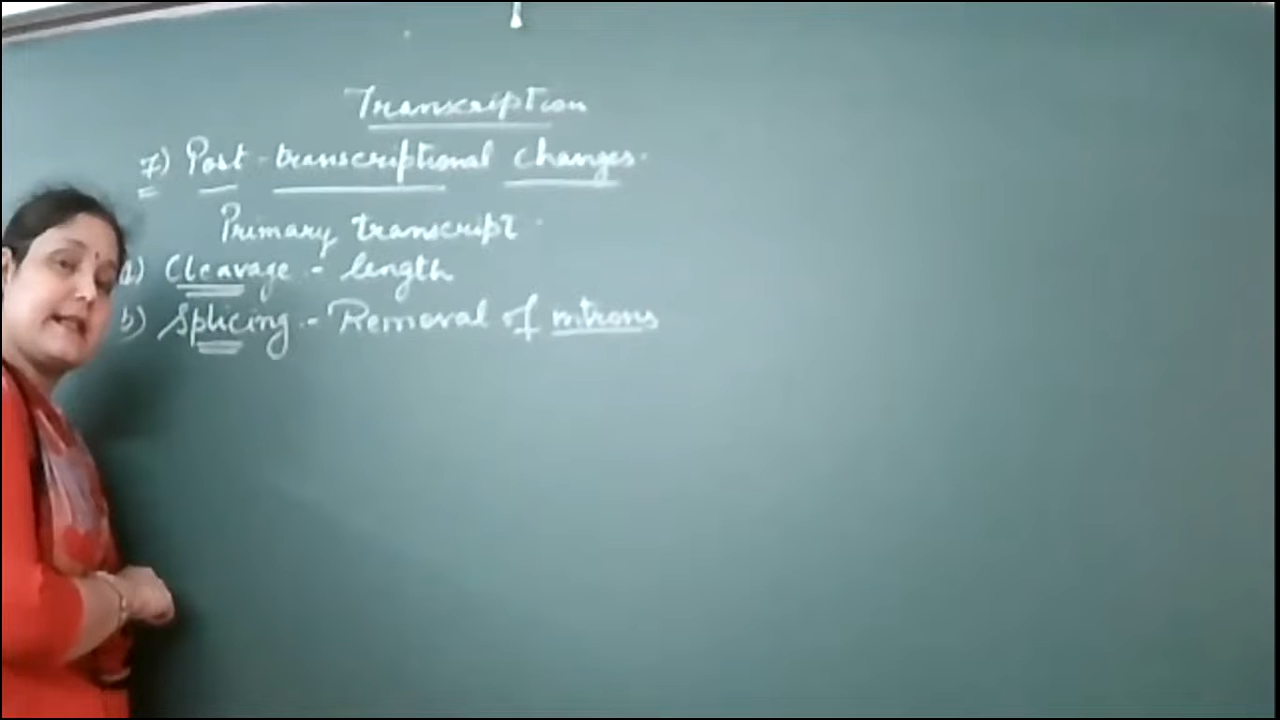 Transcription
7) Post-transcriptional changes.
Primary transcript.
a) Cleavage - length
b) Splicing - Removal of introns